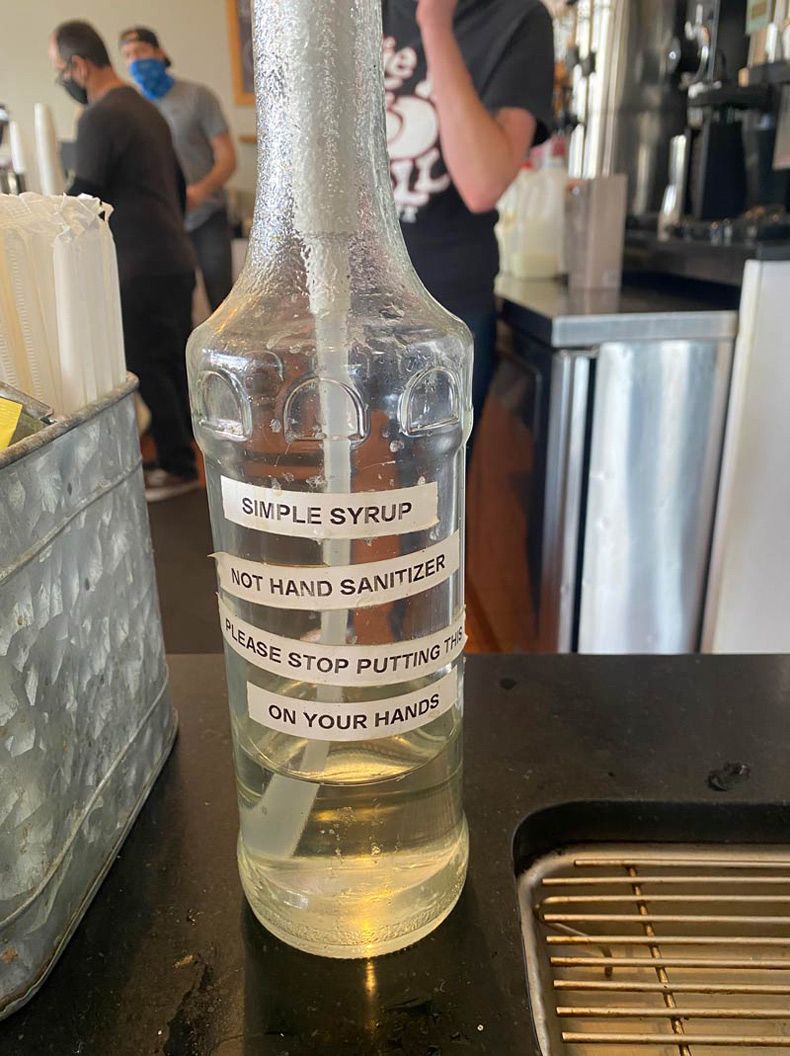 SIMPLE SYRUP
NOT HAND SANITIZER
PLEASE STOP PUTTING THIS
ON YOUR HANDS